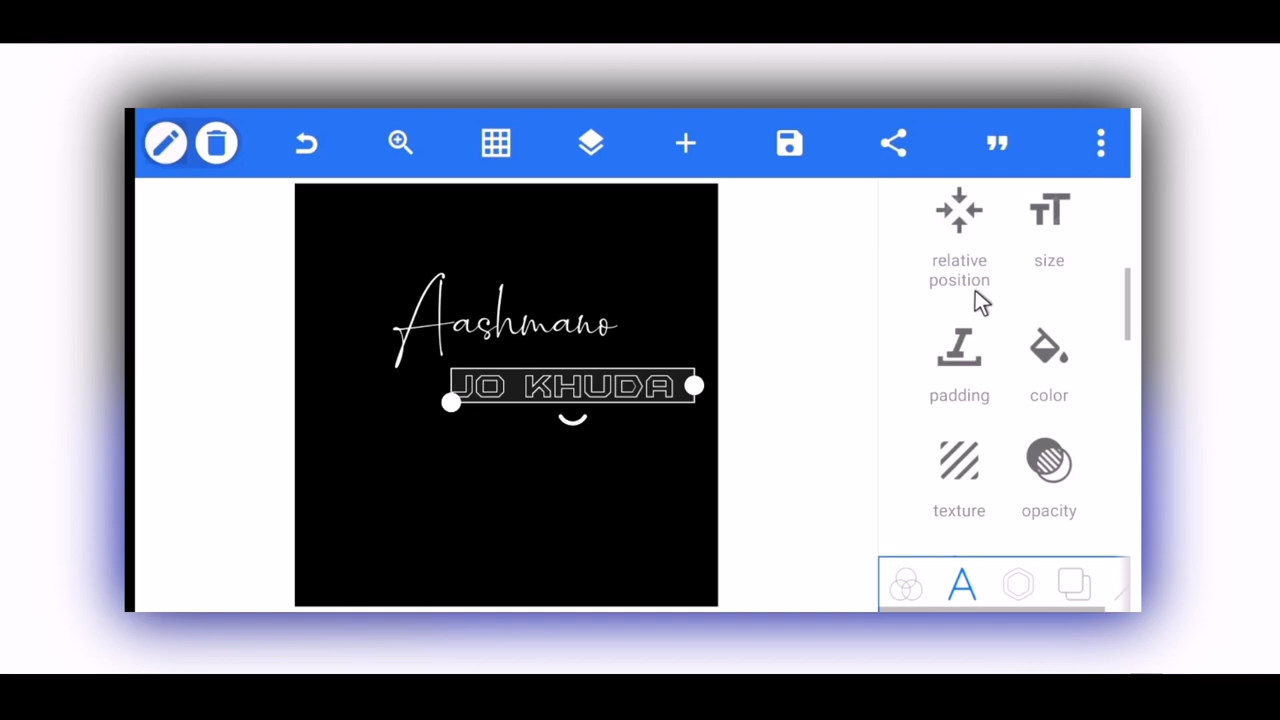 Aashmano
JO KHUDA
relative position
size
padding
color
texture
opacity